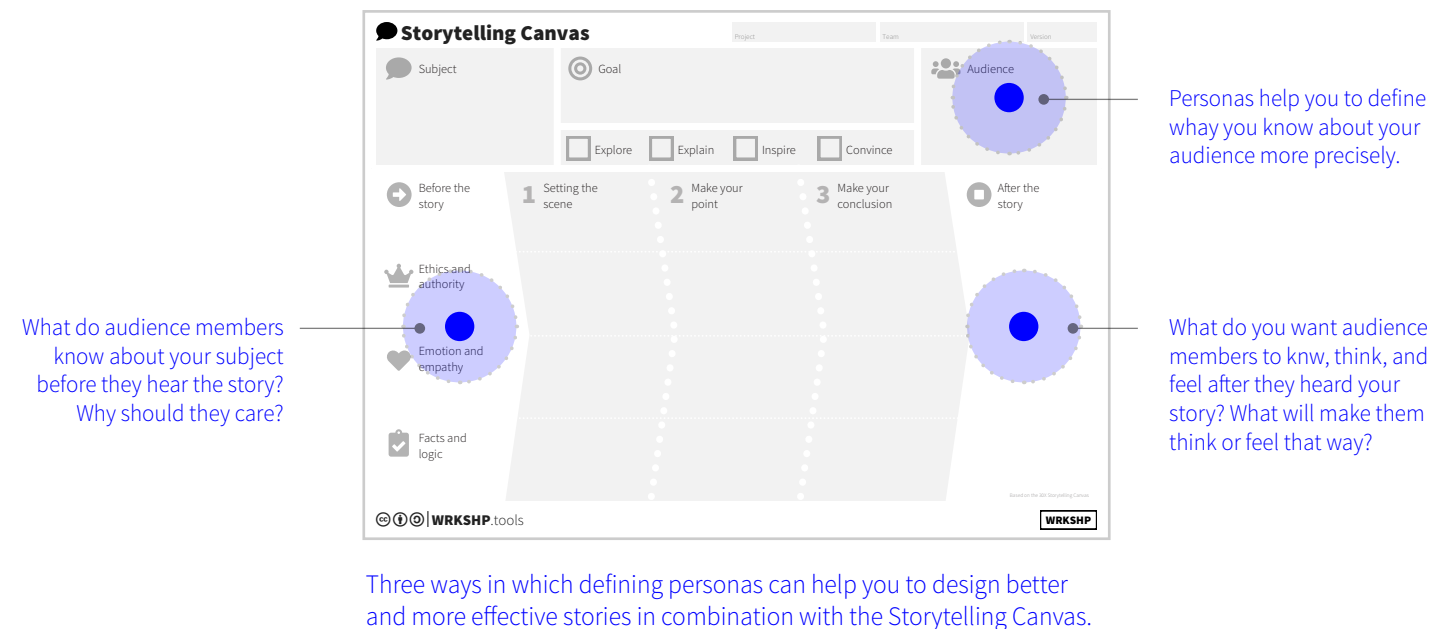 Storytelling Canvas
Project
Team
Version
Subject
Goal
Audience
Explore
Explain
Inspire
Convince
Personas help you to define
whay you know about your
audience more precisely.
Before the
story
1 Setting the
scene
2 Make your
point
3 Make your
conclusion
After the
story
Ethics and
authority
What do audience members
know about your subject
before they hear the story?
Why should they care?
Emotion and
empathy
What do you want audience
members to knw, think, and
feel after they heard your
story? What will make them
think or feel that way?
Facts and
logic
Based on the XDI Storytelling Canvas
cc WRKSHP.tools
WRKSHP
Three ways in which defining personas can help you to design better
and more effective stories in combination with the Storytelling Canvas.